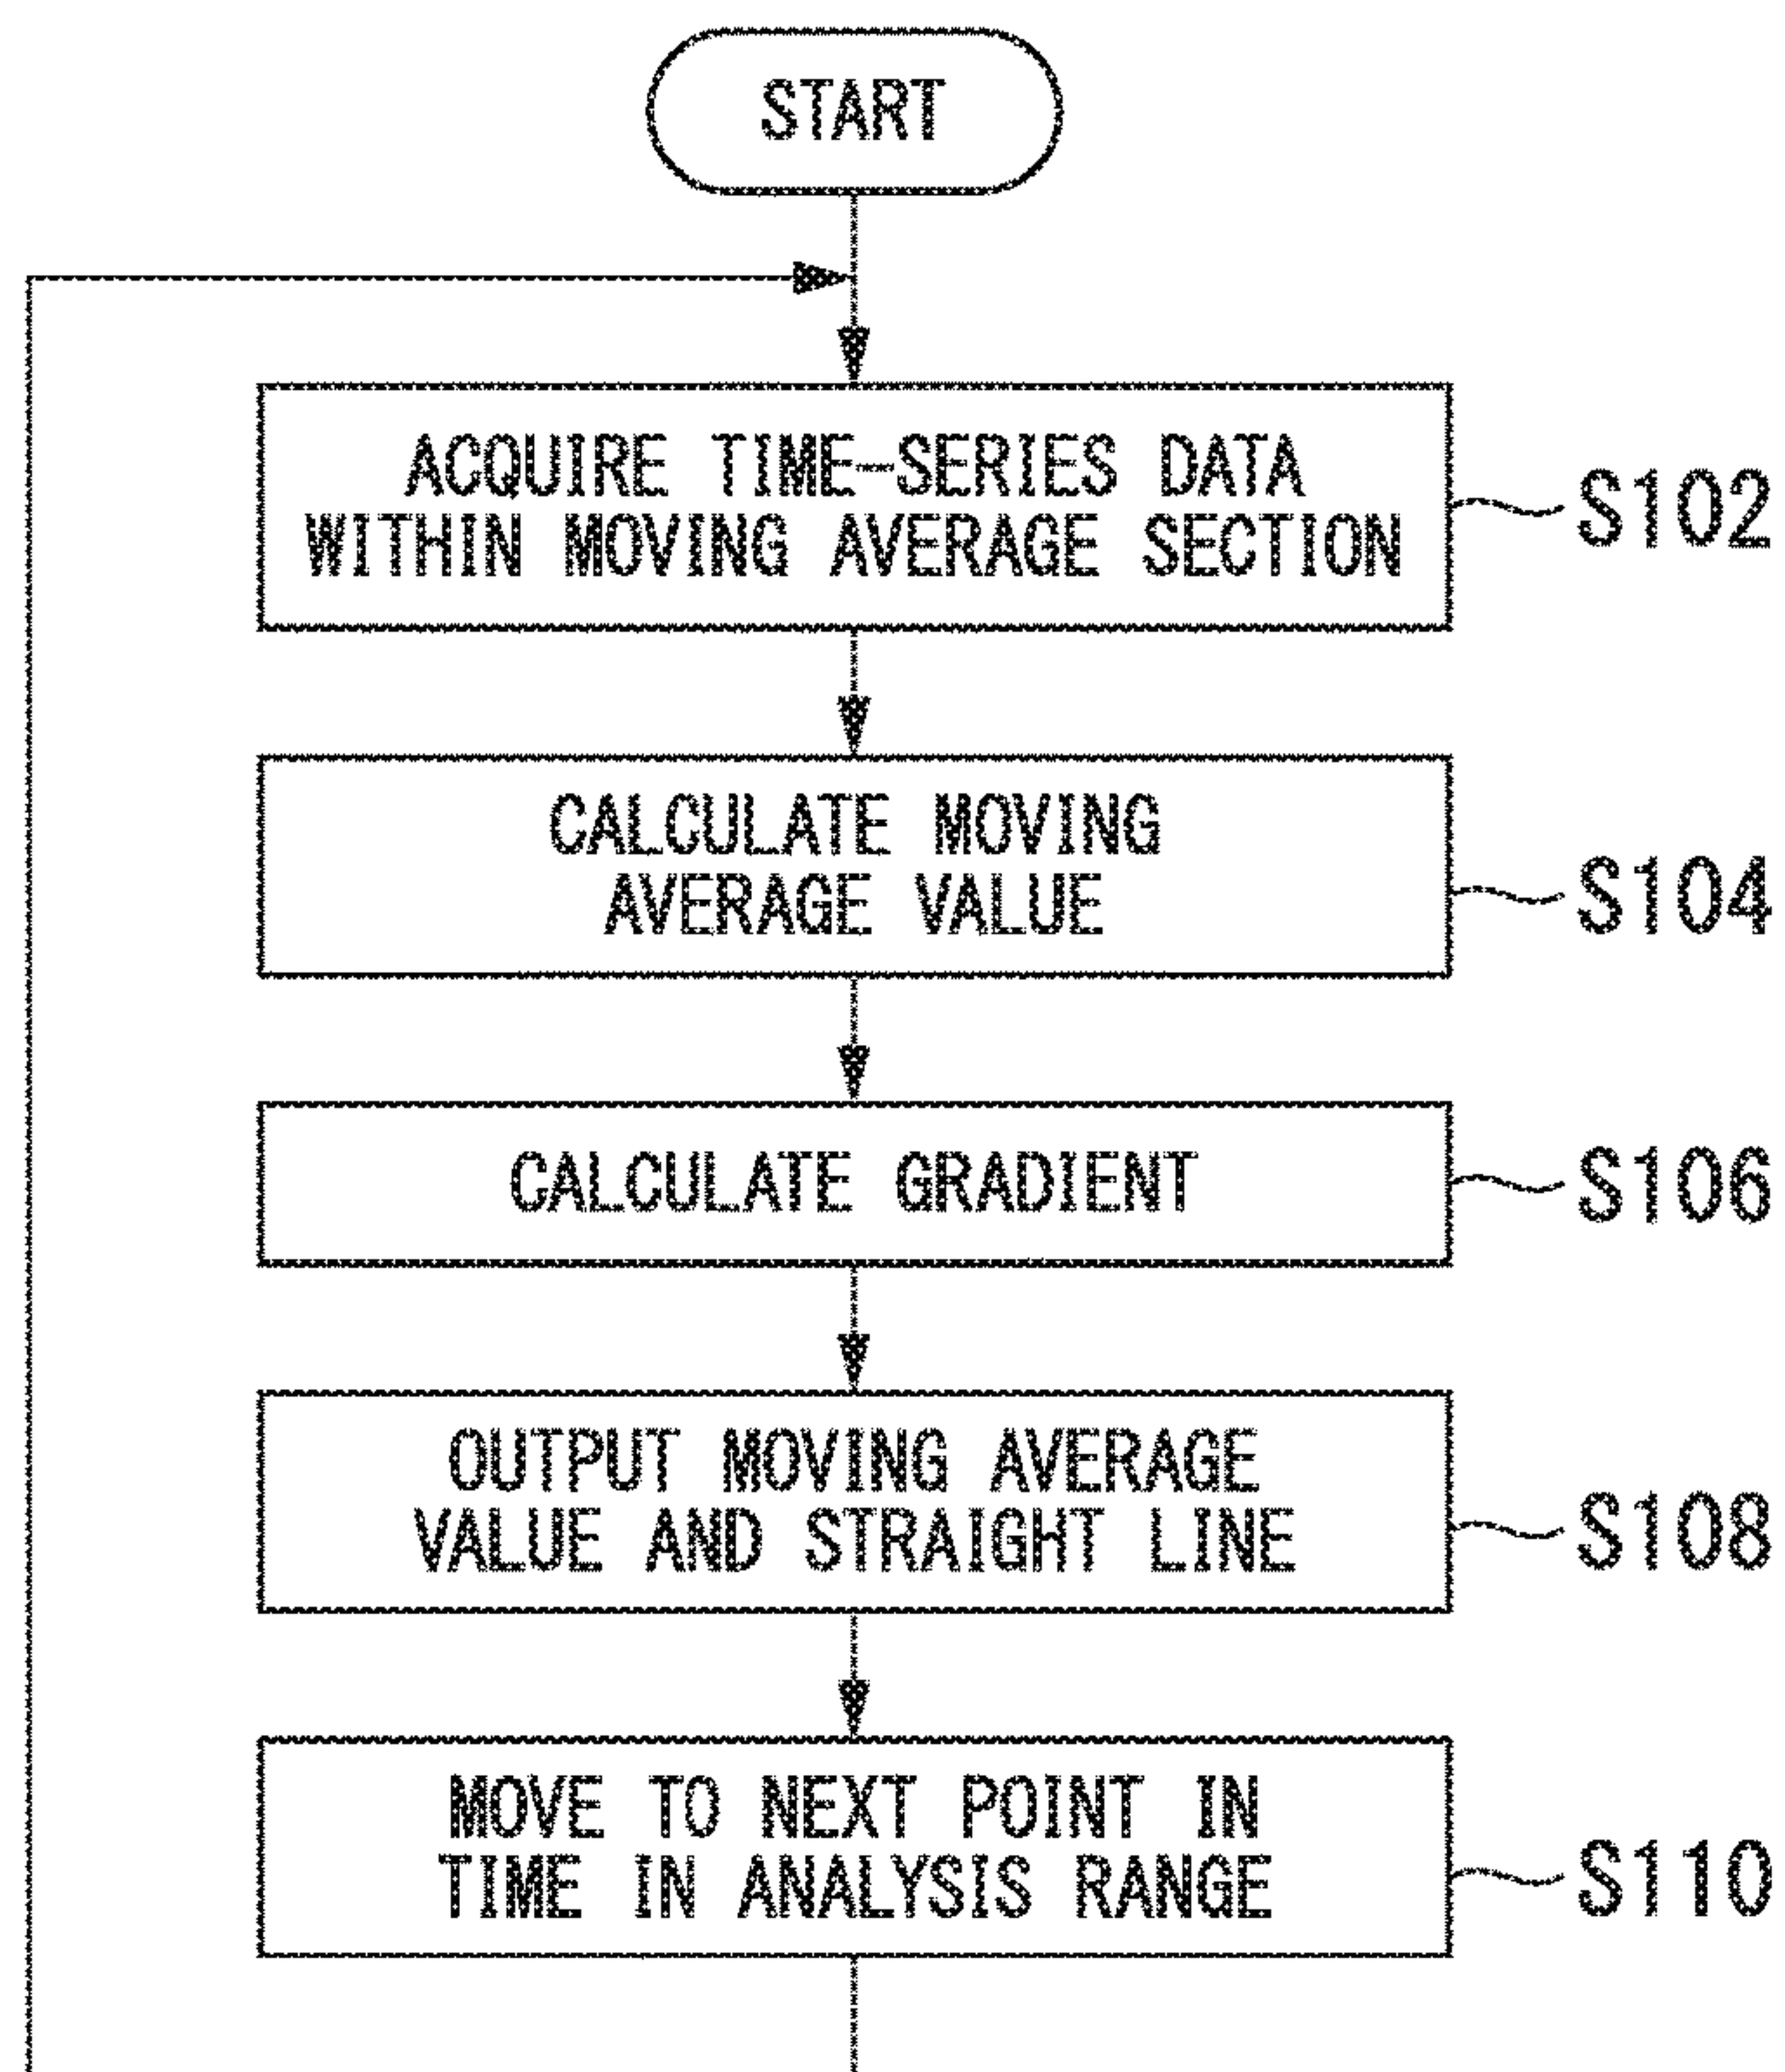 START
ACQUIRE TIME-SERIES DATA
WITHIN MOVING AVERAGE SECTION
S102
CALCULATE MOVING
AVERAGE VALUE
S104
CALCULATE GRADIENT
S106
OUTPUT MOVING AVERAGE
VALUE AND STRAIGHT LINE
S108
MOVE TO NEXT POINT IN
TIME IN ANALYSIS RANGE
S110